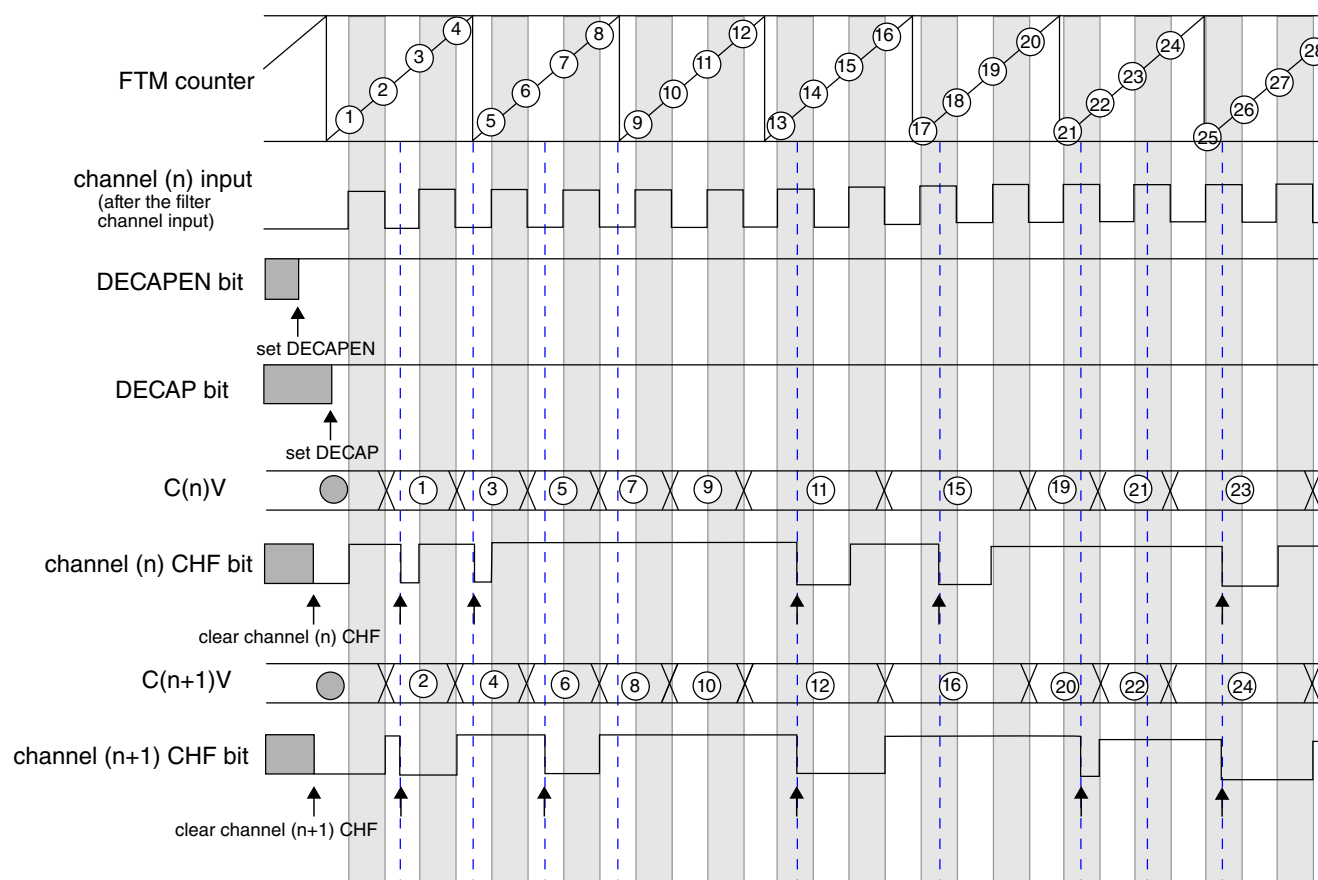 FTM counter
1 2 3 4 5 6 7 8 9 10 11 12 13 14 15 16 17 18 19 20 21 22 23 24 25 26 27 28
channel (n) input
(after the filter
channel input)
DECAPEN bit
set DECAPEN
DECAP bit
set DECAP
C(n)V 1 3 5 7 9 11 15 19 21 23
channel (n) CHF bit
clear channel (n) CHF
C(n+1)V 2 4 6 8 10 12 16 20 22 24
channel (n+1) CHF bit
clear channel (n+1) CHF